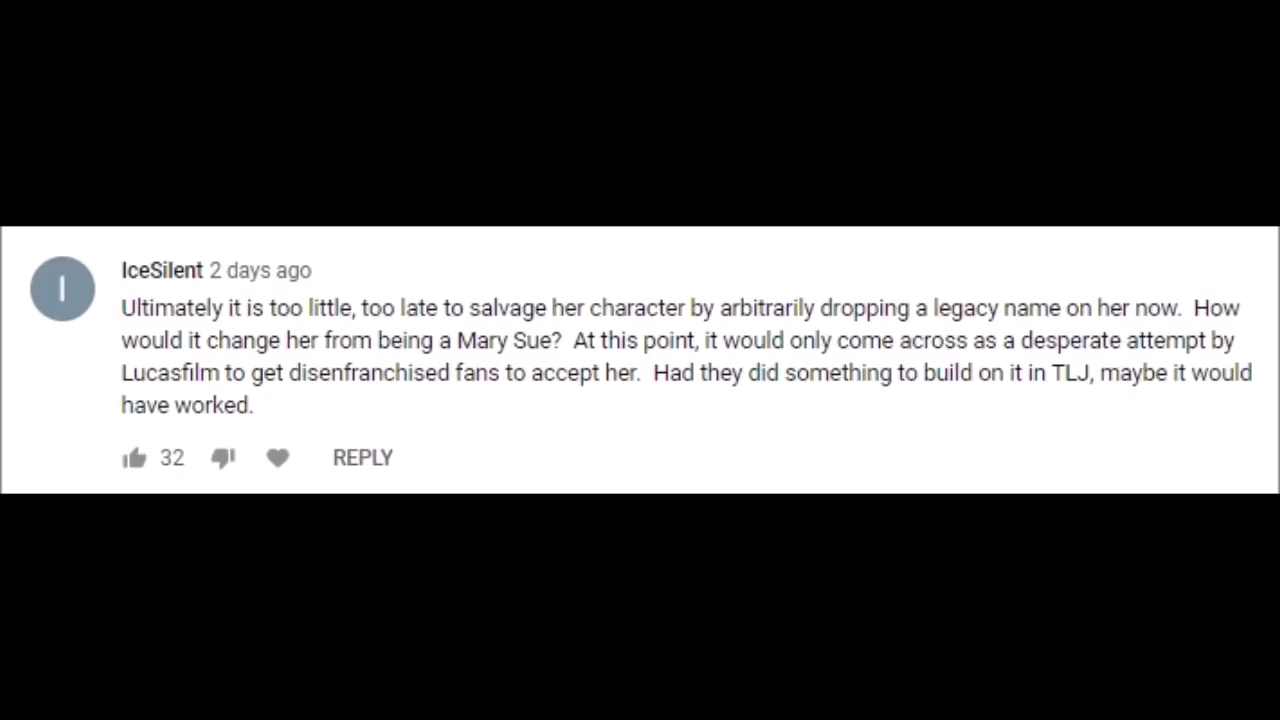 I
IceSilent 2 days ago
Ultimately it is too little, too late to salvage her character by arbitrarily dropping a legacy name on her now.  How
would it change her from being a Mary Sue?  At this point, it would only come across as a desperate attempt by
Lucasfilm to get disenfranchised fans to accept her.  Had they did something to build on it in TLJ, maybe it would
have worked.
32 REPLY